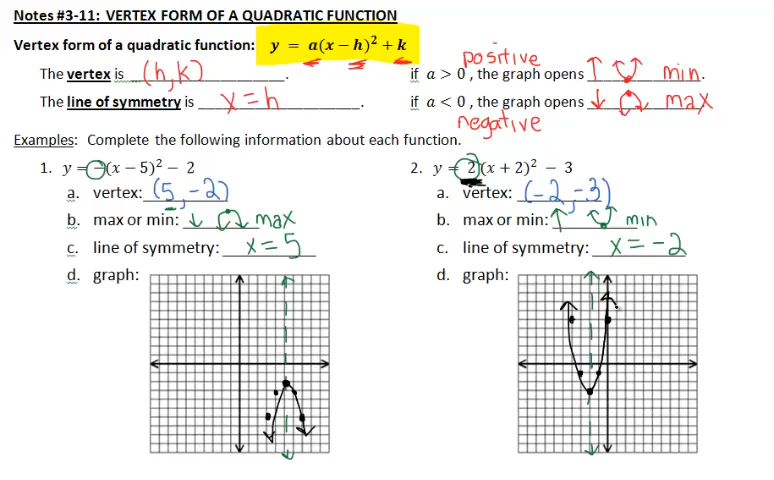 Notes #3-11: VERTEX FORM OF A QUADRATIC FUNCTION
Vertex form of a quadratic function: y = a(x – h)² + k
positive
The vertex is (h,k). if a > 0, the graph opens ↑ min.
The line of symmetry is x=h. if a < 0, the graph opens ↓ max
negative
Examples: Complete the following information about each function.
1. y = –(x – 5)² – 2
2. y = 2(x + 2)² – 3
a. vertex: (5, -2)
a. vertex: (-2, -3)
b. max or min: ↓ max
b. max or min: ↑ min
c. line of symmetry: x=5
c. line of symmetry: x=-2
d. graph:
d. graph: